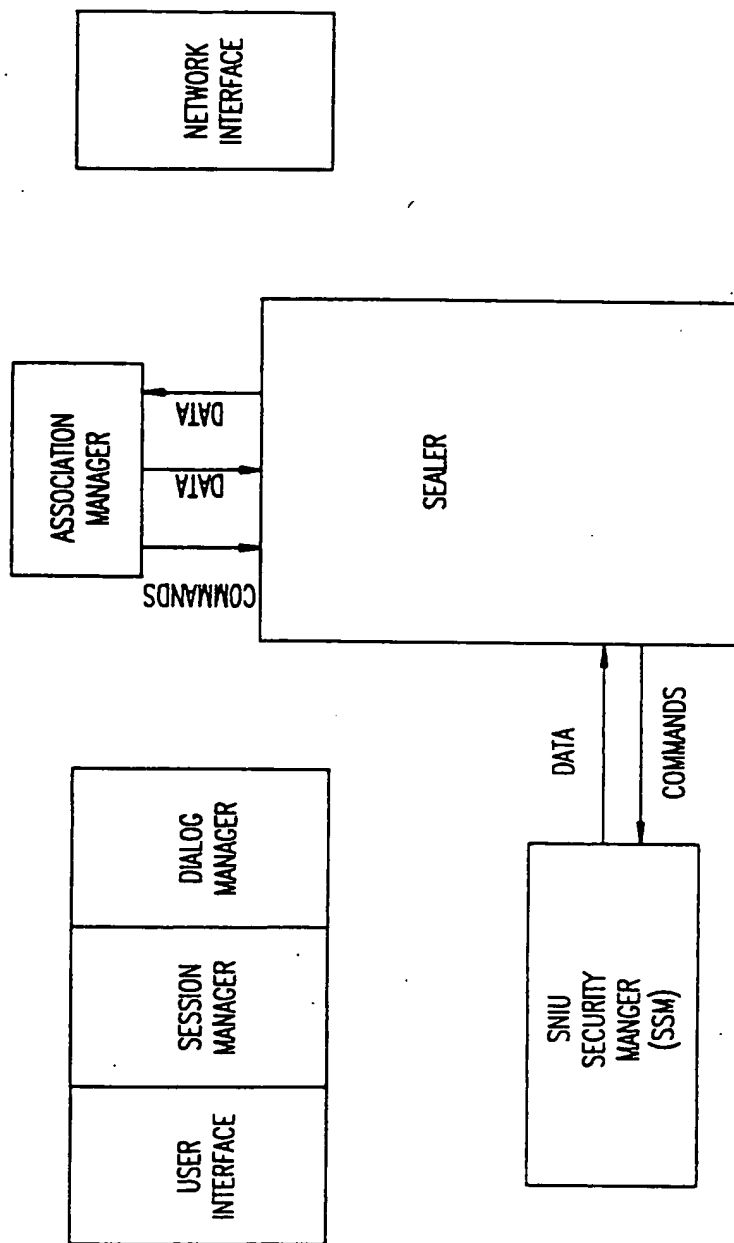 USER
INTERFACE
SESSION
MANAGER
DIALOG
MANAGER
ASSOCIATION
MANAGER
NETWORK
INTERFACE
COMMANDS
DATA
DATA
SEALER
DATA
COMMANDS
SNIU
SECURITY
MANGER
(SSM)